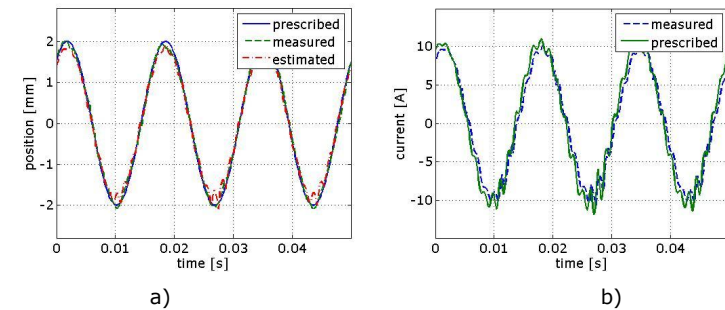 prescribed
measured
estimated
2
1
0
-1
-2
position [mm]
0 0.01 0.02 0.03 0.04
time [s]
a)
measured
prescribed
10
5
0
-5
-10
current [A]
0 0.01 0.02 0.03 0.04
time [s]
b)